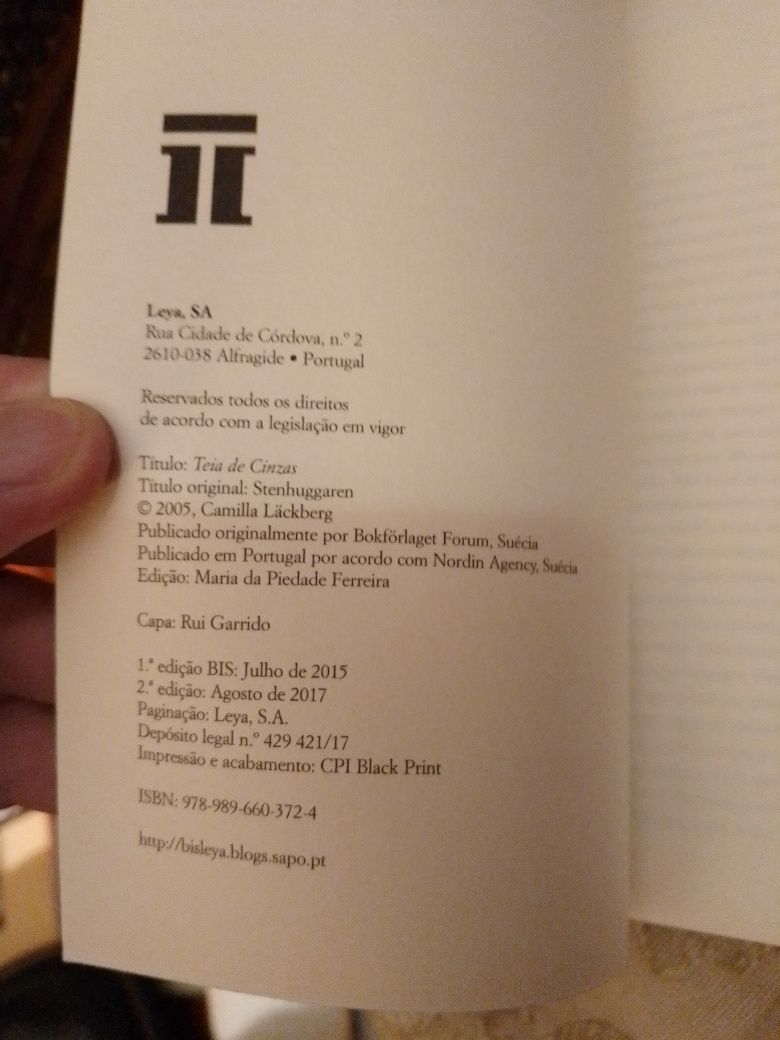 Leya, SA
Rua Cidade de Córdova, n.º 2
2610-038 Alfragide • Portugal
Reservados todos os direitos
de acordo com a legislação em vigor
Título: Teia de Cinzas
Título original: Stenhuggaren
© 2005, Camilla Läckberg
Publicado originalmente por Bokförlaget Forum, Suécia
Publicado em Portugal por acordo com Nordin Agency, Suécia
Edição: Maria da Piedade Ferreira
Capa: Rui Garrido
1.ª edição BIS: Julho de 2015
2.ª edição: Agosto de 2017
Paginação: Leya, S.A.
Depósito legal n.º 429 421/17
Impressão e acabamento: CPI Black Print
ISBN: 978-989-660-372-4
http://bisleya.blogs.sapo.pt